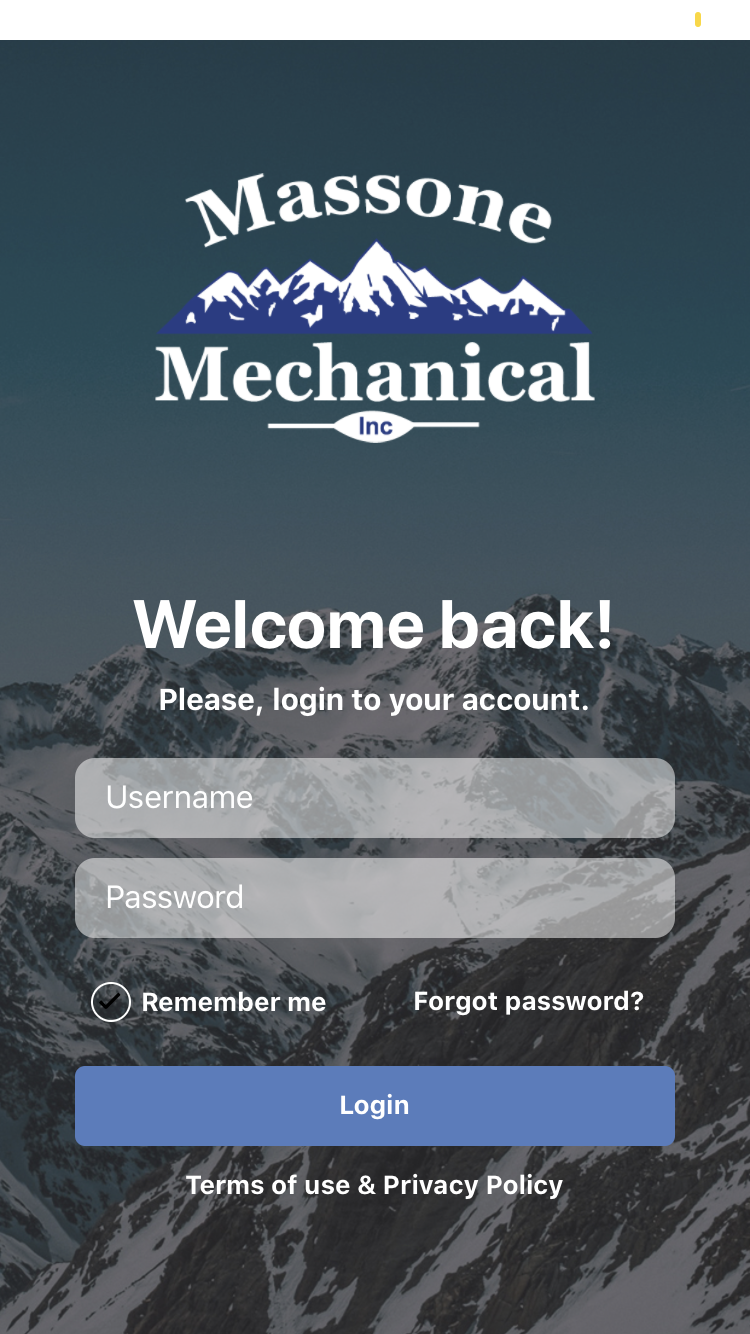 Massone
Mechanical
Inc
Welcome back!
Please, login to your account.
Username
Password
Remember me
Forgot password?
Login
Terms of use & Privacy Policy